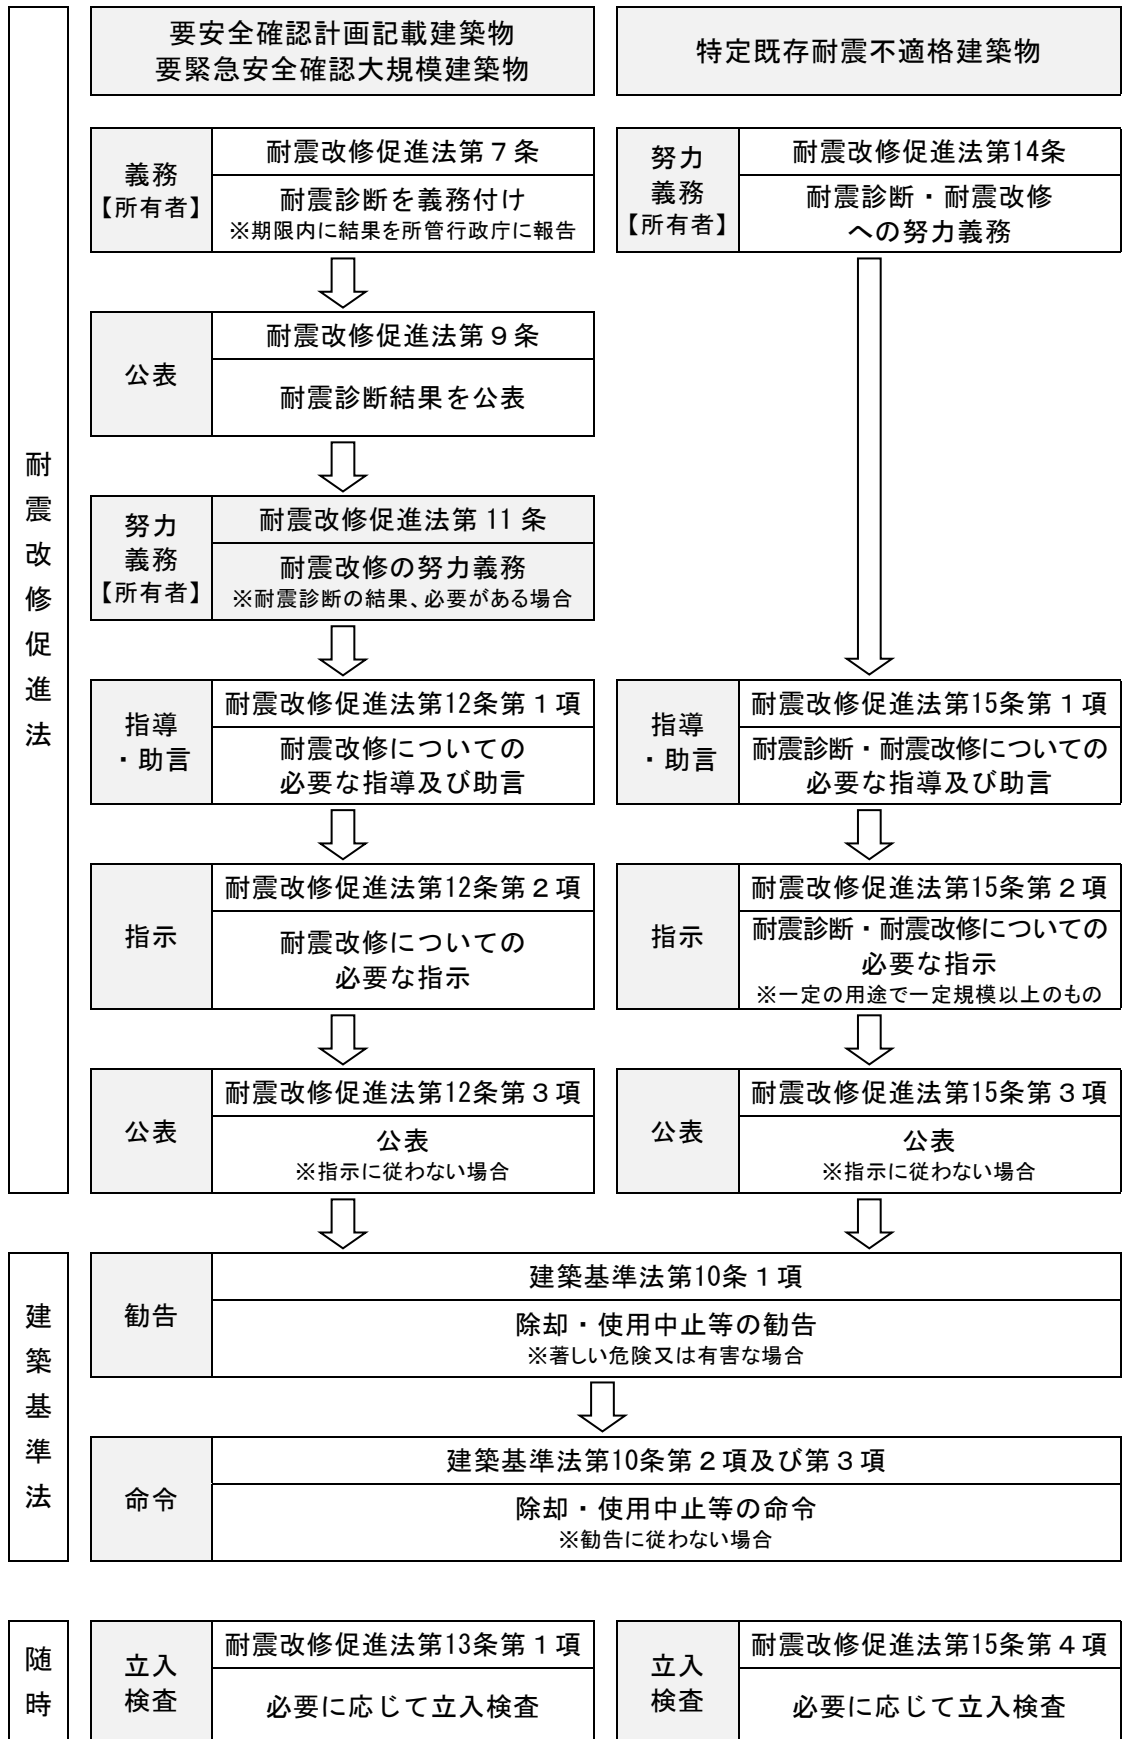 耐震改修促進法
要安全確認計画記載建築物
要緊急安全確認大規模建築物
特定既存耐震不適格建築物
義務
【所有者】
耐震改修促進法第７条
耐震診断を義務付け
※期限内に結果を所管行政庁に報告
努力
義務
【所有者】
耐震改修促進法第14条
耐震診断・耐震改修
への努力義務
公表
耐震改修促進法第９条
耐震診断結果を公表
努力
義務
【所有者】
耐震改修促進法第 11 条
耐震改修の努力義務
※耐震診断の結果、必要がある場合
指導
・助言
耐震改修促進法第12条第１項
耐震改修についての
必要な指導及び助言
指導
・助言
耐震改修促進法第15条第１項
耐震診断・耐震改修についての
必要な指導及び助言
指示
耐震改修促進法第12条第２項
耐震改修についての
必要な指示
指示
耐震改修促進法第15条第２項
耐震診断・耐震改修についての
必要な指示
※一定の用途で一定規模以上のもの
公表
耐震改修促進法第12条第３項
公表
※指示に従わない場合
公表
耐震改修促進法第15条第３項
公表
※指示に従わない場合
建築基準法
勧告
建築基準法第10条１項
除却・使用中止等の勧告
※著しい危険又は有害な場合
命令
建築基準法第10条第２項及び第３項
除却・使用中止等の命令
※勧告に従わない場合
随時
立入
検査
耐震改修促進法第13条第１項
必要に応じて立入検査
立入
検査
耐震改修促進法第15条第４項
必要に応じて立入検査